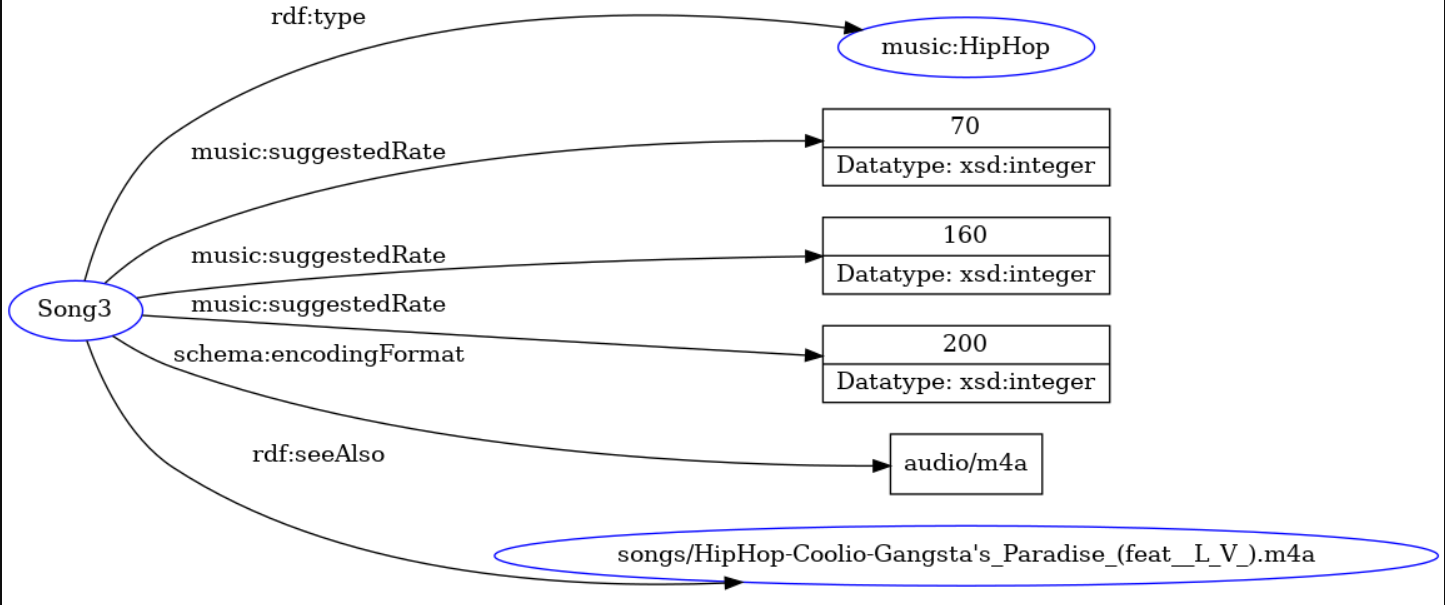 rdf:type
music:HipHop
music:suggestedRate
70
Datatype: xsd:integer
music:suggestedRate
160
Datatype: xsd:integer
Song3
music:suggestedRate
200
Datatype: xsd:integer
schema:encodingFormat
audio/m4a
rdf:seeAlso
songs/HipHop-Coolio-Gangsta's_Paradise_(feat__L_V_).m4a